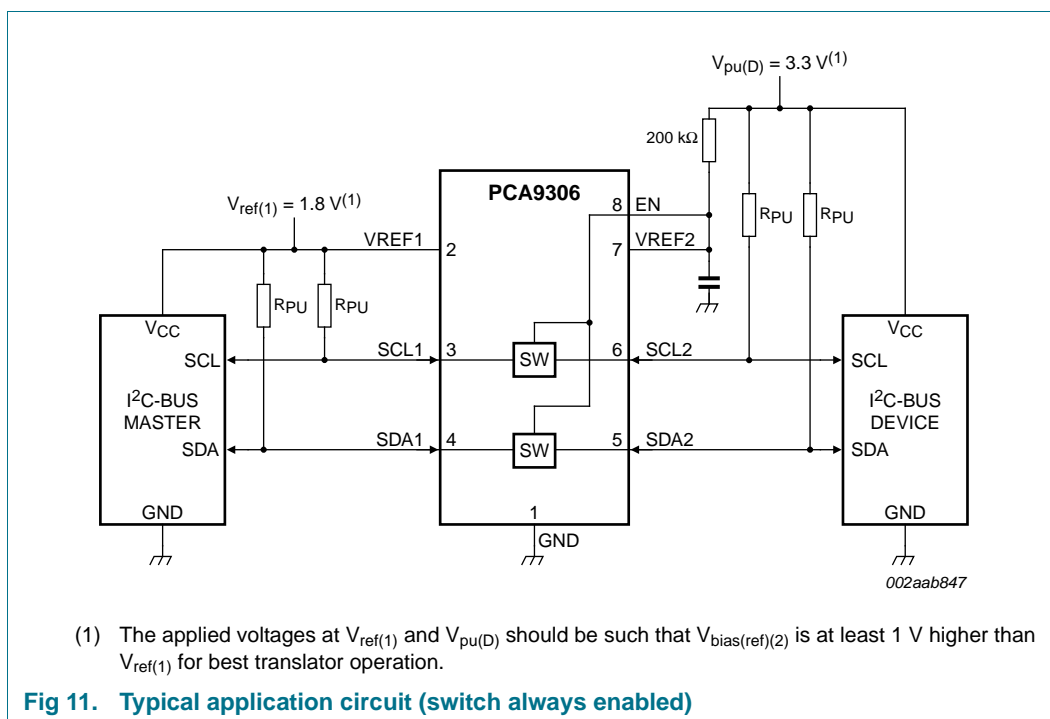 Vpu(D) = 3.3 V(1)
200 kΩ
PCA9306
Vref(1) = 1.8 V(1)
8 EN
RPU RPU
VREF1 2 7 VREF2
RPU RPU
VCC VCC
SCL SCL1 3 SW 6 SCL2 SCL
I2C-BUS MASTER
I2C-BUS DEVICE
SDA SDA1 4 SW 5 SDA2 SDA
GND 1 GND GND
002aab847
(1) The applied voltages at Vref(1) and Vpu(D) should be such that Vbias(ref)(2) is at least 1 V higher than
Vref(1) for best translator operation.
Fig 11. Typical application circuit (switch always enabled)